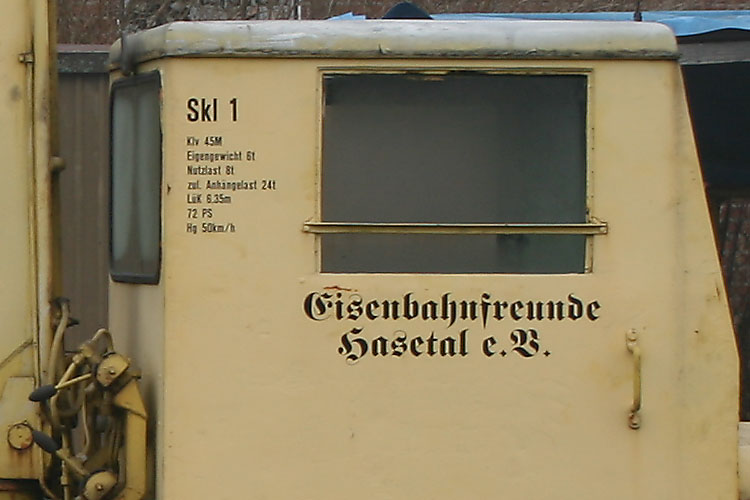 Skl 1
Klv 45M
Eigengewicht 6t
Nutzlast 8t
zul. Anhängelast 24t
LüK 6.35m
72 PS
Hg 50km/h
Eisenbahnfreunde
Hasetal e.V.